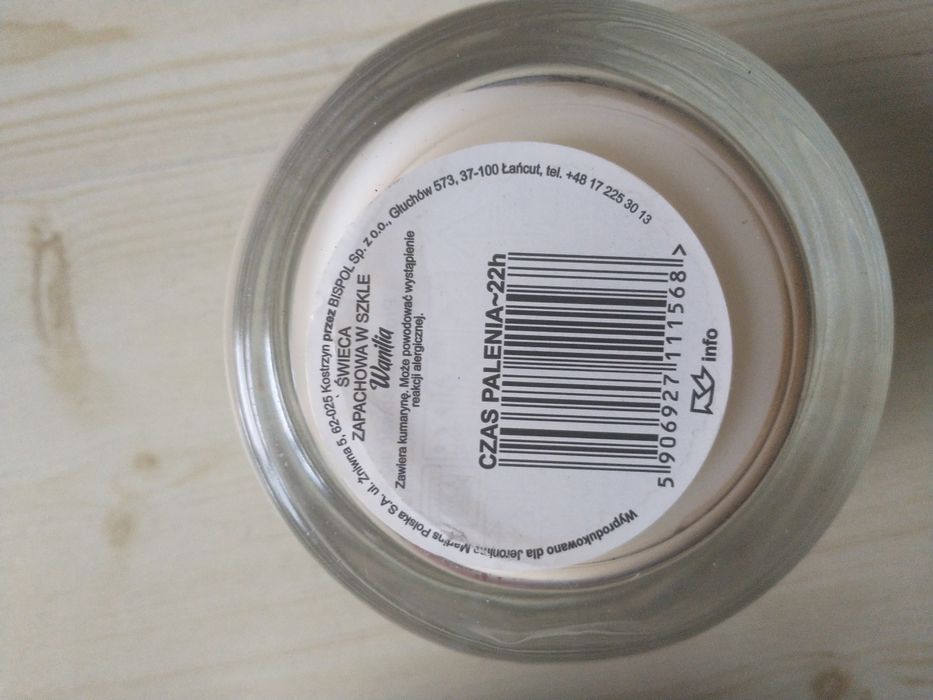 Wyprodukowano dla Jeronimo Martins Polska S.A. ul. Żniwna 5, 62-025 Kostrzyn przez BISPOL Sp. z o.o., Głuchów 573, 37-100 Łańcut, tel. +48 17 225 30 13
ŚWIECA
ZAPACHOWA W SZKLE
Wanilia
Zawiera kumarynę. Może powodować wystąpienie
reakcji alergicznej.
CZAS PALENIA~22h
5 906927 111568 >
info